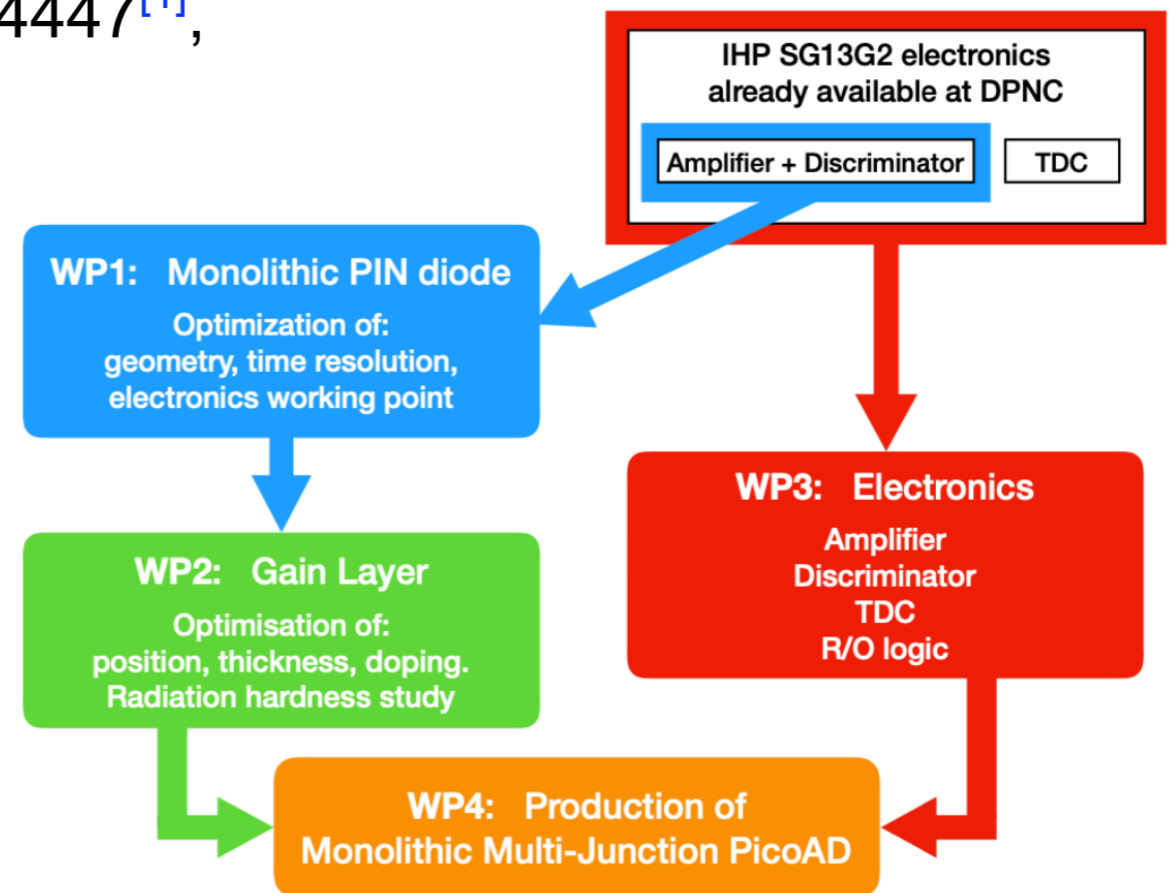 4447[1],
IHP SG13G2 electronics
already available at DPNC
Amplifier + Discriminator
TDC
WP1: Monolithic PIN diode
Optimization of:
geometry, time resolution,
electronics working point
WP3: Electronics
Amplifier
Discriminator
TDC
R/O logic
WP2: Gain Layer
Optimisation of:
position, thickness, doping.
Radiation hardness study
WP4: Production of
Monolithic Multi-Junction PicoAD